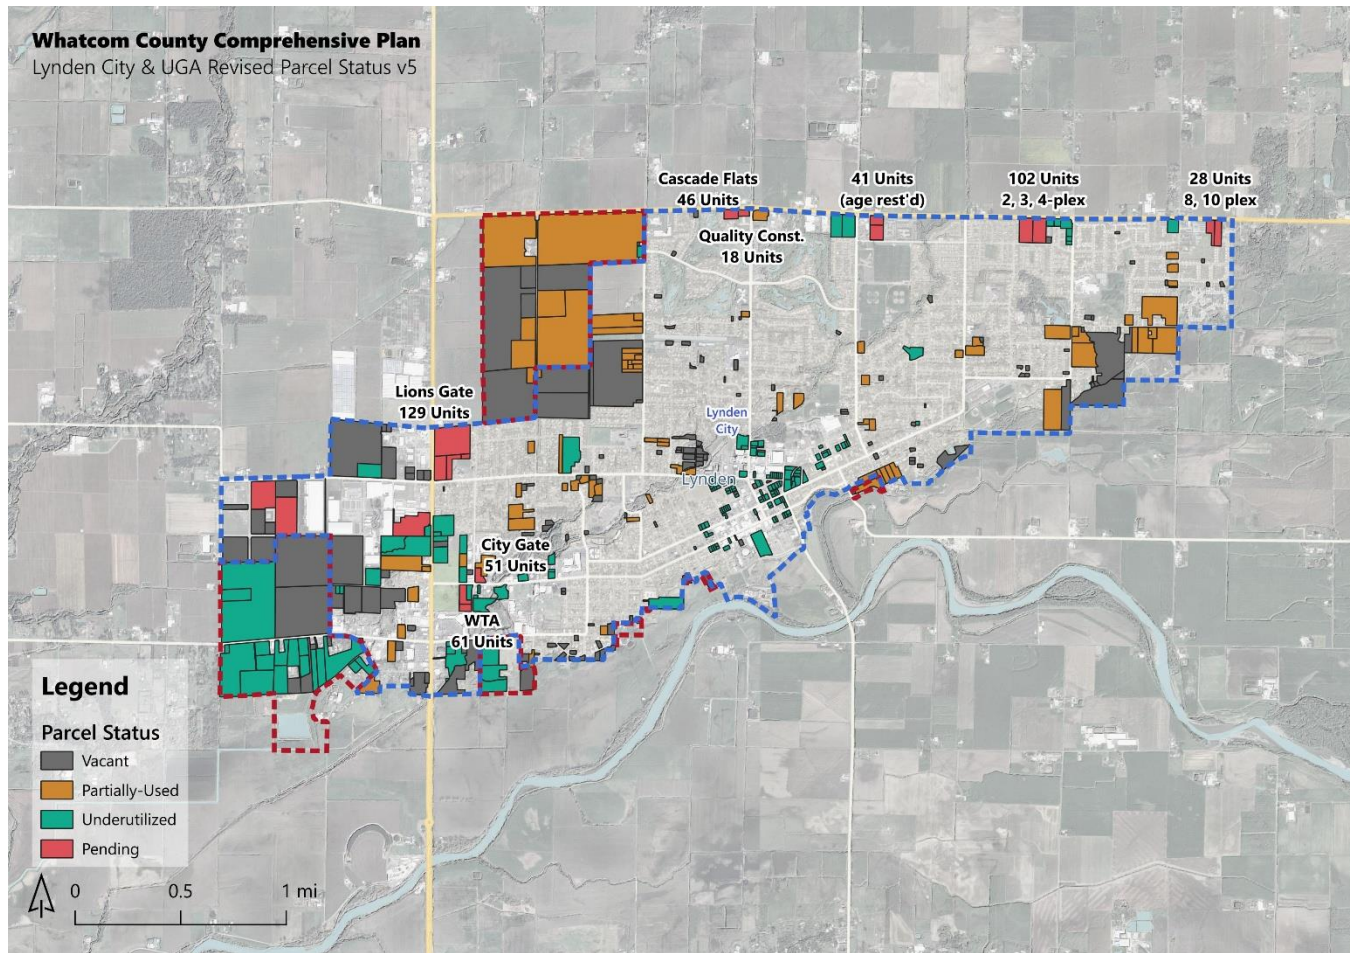 Whatcom County Comprehensive Plan
Lynden City & UGA Revised Parcel Status v5
Cascade Flats
46 Units
41 Units
(age rest'd)
102 Units
2, 3, 4-plex
28 Units
8, 10 plex
Quality Const.
18 Units
Lions Gate
129 Units
Lynden
City
Lynden
City Gate
51 Units
WTA
61 Units
Legend
Parcel Status
Vacant
Partially-Used
Underutilized
Pending
0 0.5 1 mi